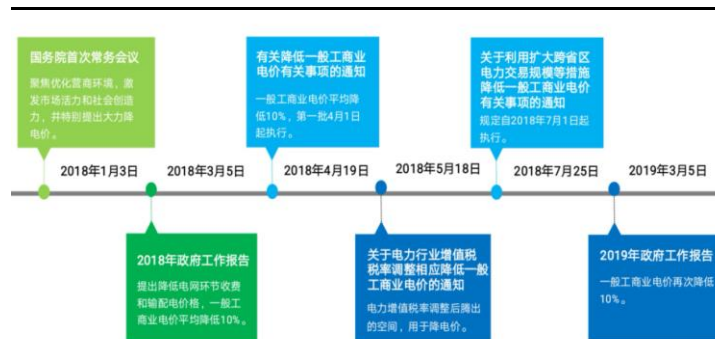 国务院首次常务会议
聚焦优化营商环境，激
发市场活力和社会创造
力，并特别提出大力降
电价。
有关降低一般工商业
电价有关事项的通知
一般工商业电价平均降
低10%，第一批4月1日
起执行。
关于利用扩大跨省区
电力交易规模等措施
降低一般工商业电价
有关事项的通知
规定自2018年7月1日起
执行。
2018年1月3日
2018年3月5日
2018年4月19日
2018年5月18日
2018年7月25日
2019年3月5日
2018年政府工作报告
提出降低电网环节收费
和输配电价格，一般工
商业电价平均降低10%。
关于电力行业增值税
税率调整相应降低一般
工商业电价的通知
电力增值税率调整后腾出
的空间，用于降电价。
2019年政府工作报告
一般工商业电价再次降低
10%。